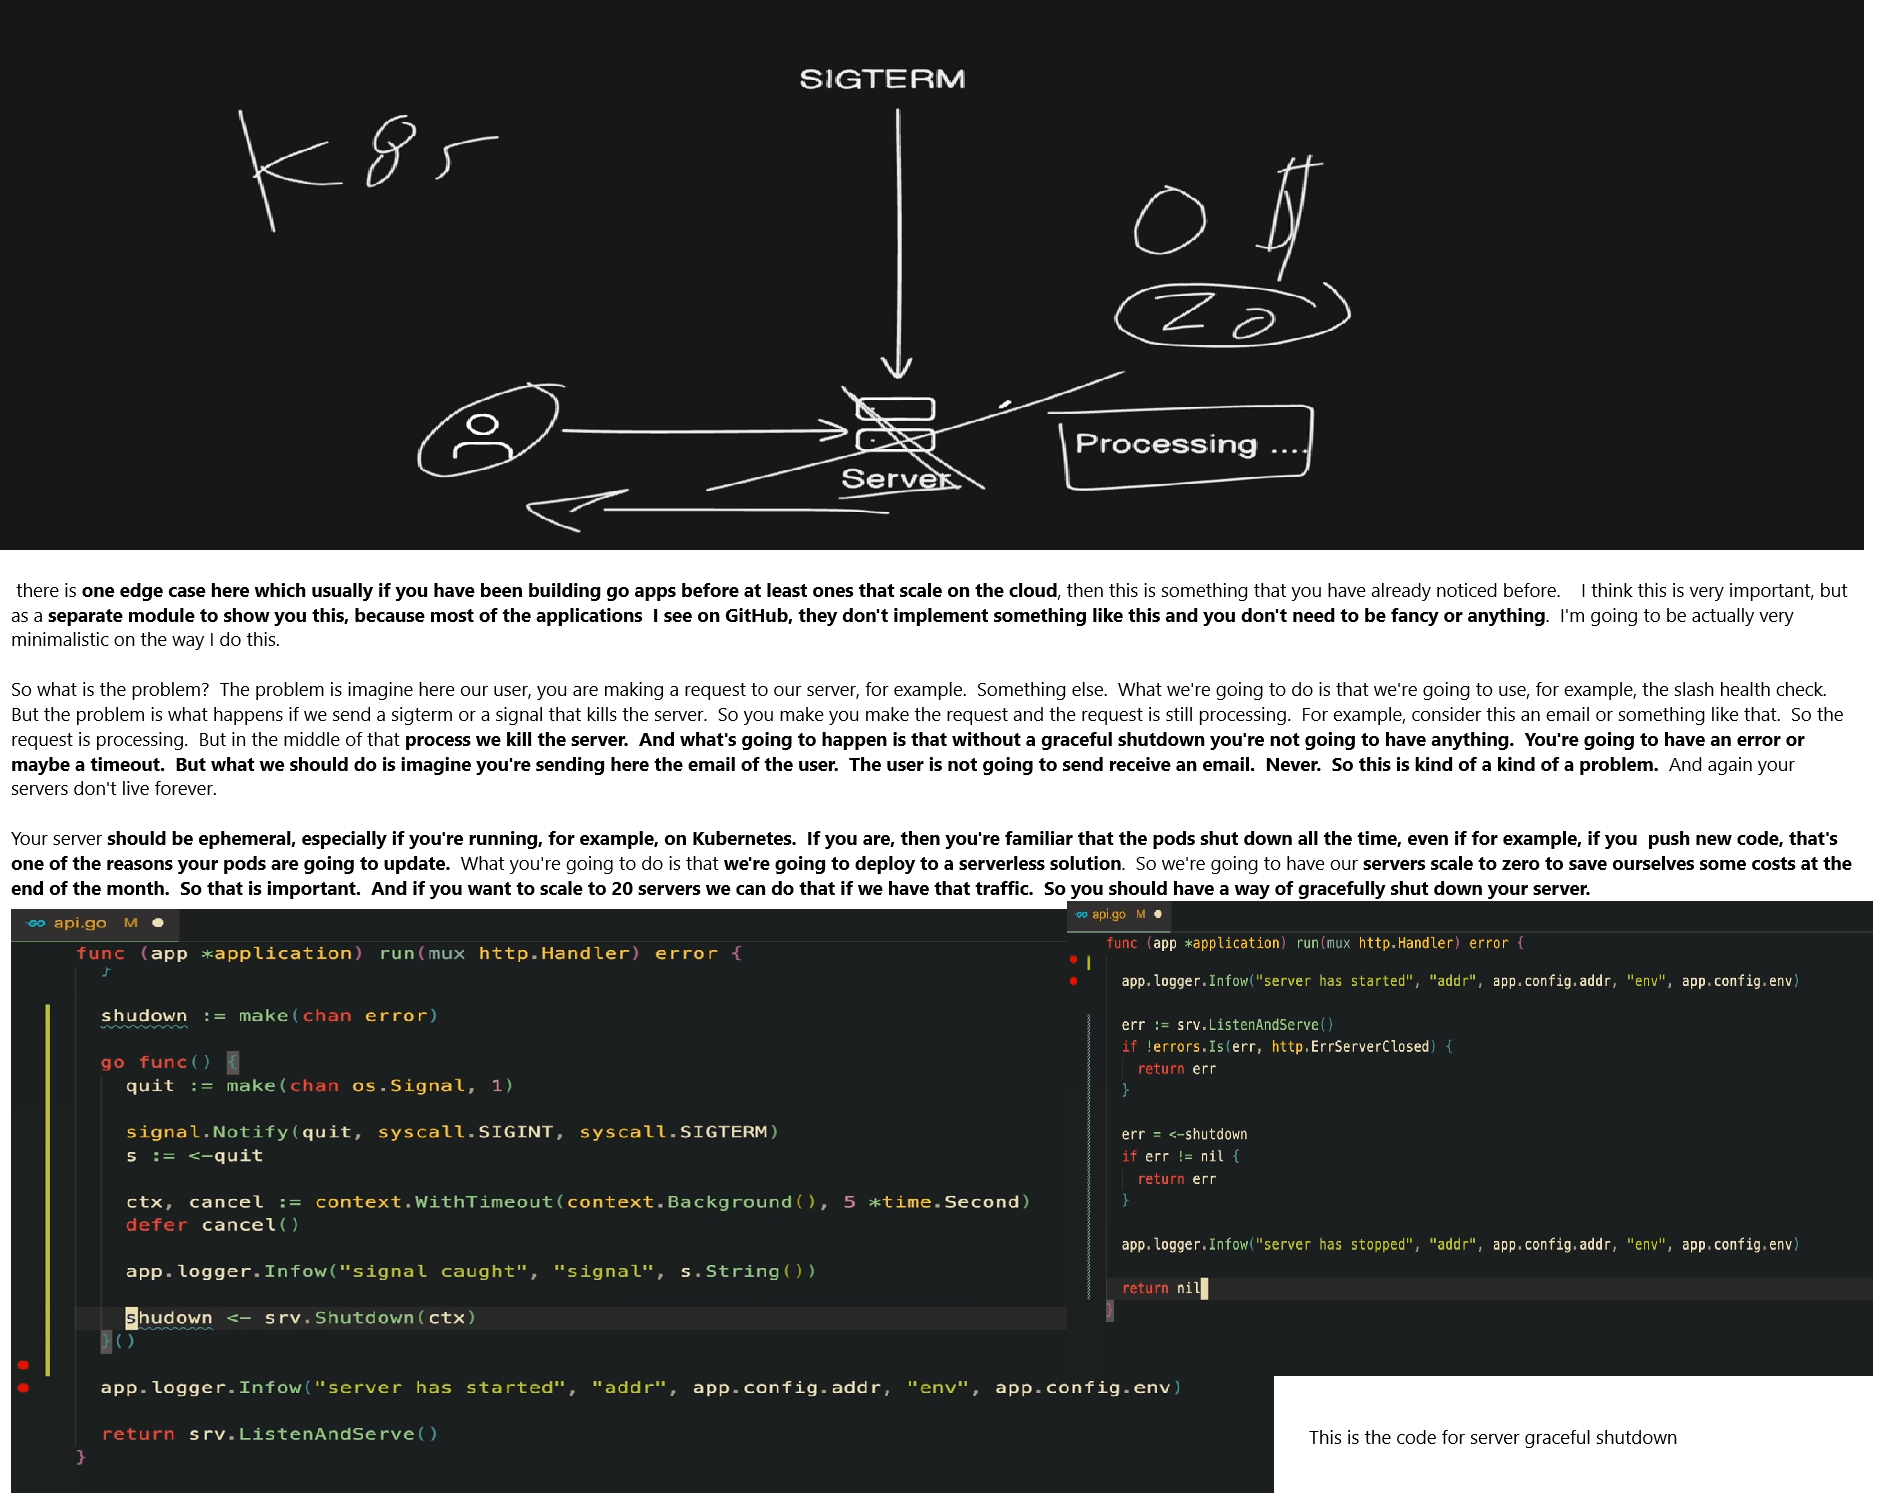 SIGTERM
K8s
0 $
20
Processing ....
Server
there is one edge case here which usually if you have been building go apps before at least ones that scale on the cloud, then this is something that you have already noticed before.    I think this is very important, but
as a separate module to show you this, because most of the applications  I see on GitHub, they don't implement something like this and you don't need to be fancy or anything.  I'm going to be actually very
minimalistic on the way I do this.
So what is the problem?  The problem is imagine here our user, you are making a request to our server, for example.  Something else.  What we're going to do is that we're going to use, for example, the slash health check.
But the problem is what happens if we send a sigterm or a signal that kills the server.  So you make you make the request and the request is still processing.  For example, consider this an email or something like that.  So the
request is processing.  But in the middle of that process we kill the server.  And what's going to happen is that without a graceful shutdown you're not going to have anything.  You're going to have an error or
maybe a timeout.  But what we should do is imagine you're sending here the email of the user.  The user is not going to send receive an email.  Never.  So this is kind of a kind of a problem.  And again your
servers don't live forever.
Your server should be ephemeral, especially if you're running, for example, on Kubernetes.  If you are, then you're familiar that the pods shut down all the time, even if for example, if you  push new code, that's
one of the reasons your pods are going to update.  What you're going to do is that we're going to deploy to a serverless solution.  So we're going to have our servers scale to zero to save ourselves some costs at the
end of the month.  So that is important.  And if you want to scale to 20 servers we can do that if we have that traffic.  So you should have a way of gracefully shut down your server.
GO api.go M ●
func (app *application) run(mux http.Handler) error {
}
shudown := make(chan error)
go func() {
quit := make(chan os.Signal, 1)
signal.Notify(quit, syscall.SIGINT, syscall.SIGTERM)
s := <-quit
ctx, cancel := context.WithTimeout(context.Background(), 5 *time.Second)
defer cancel()
app.logger.Infow("signal caught", "signal", s.String())
shudown <- srv.Shutdown(ctx)
}()
app.logger.Infow("server has started", "addr", app.config.addr, "env", app.config.env)
return srv.ListenAndServe()
}
GO api.go M ●
func (app *application) run(mux http.Handler) error {
app.logger.Infow("server has started", "addr", app.config.addr, "env", app.config.env)
err := srv.ListenAndServe()
if !errors.Is(err, http.ErrServerClosed) {
return err
}
err = <-shutdown
if err != nil {
return err
}
app.logger.Infow("server has stopped", "addr", app.config.addr, "env", app.config.env)
return nil
}
This is the code for server graceful shutdown